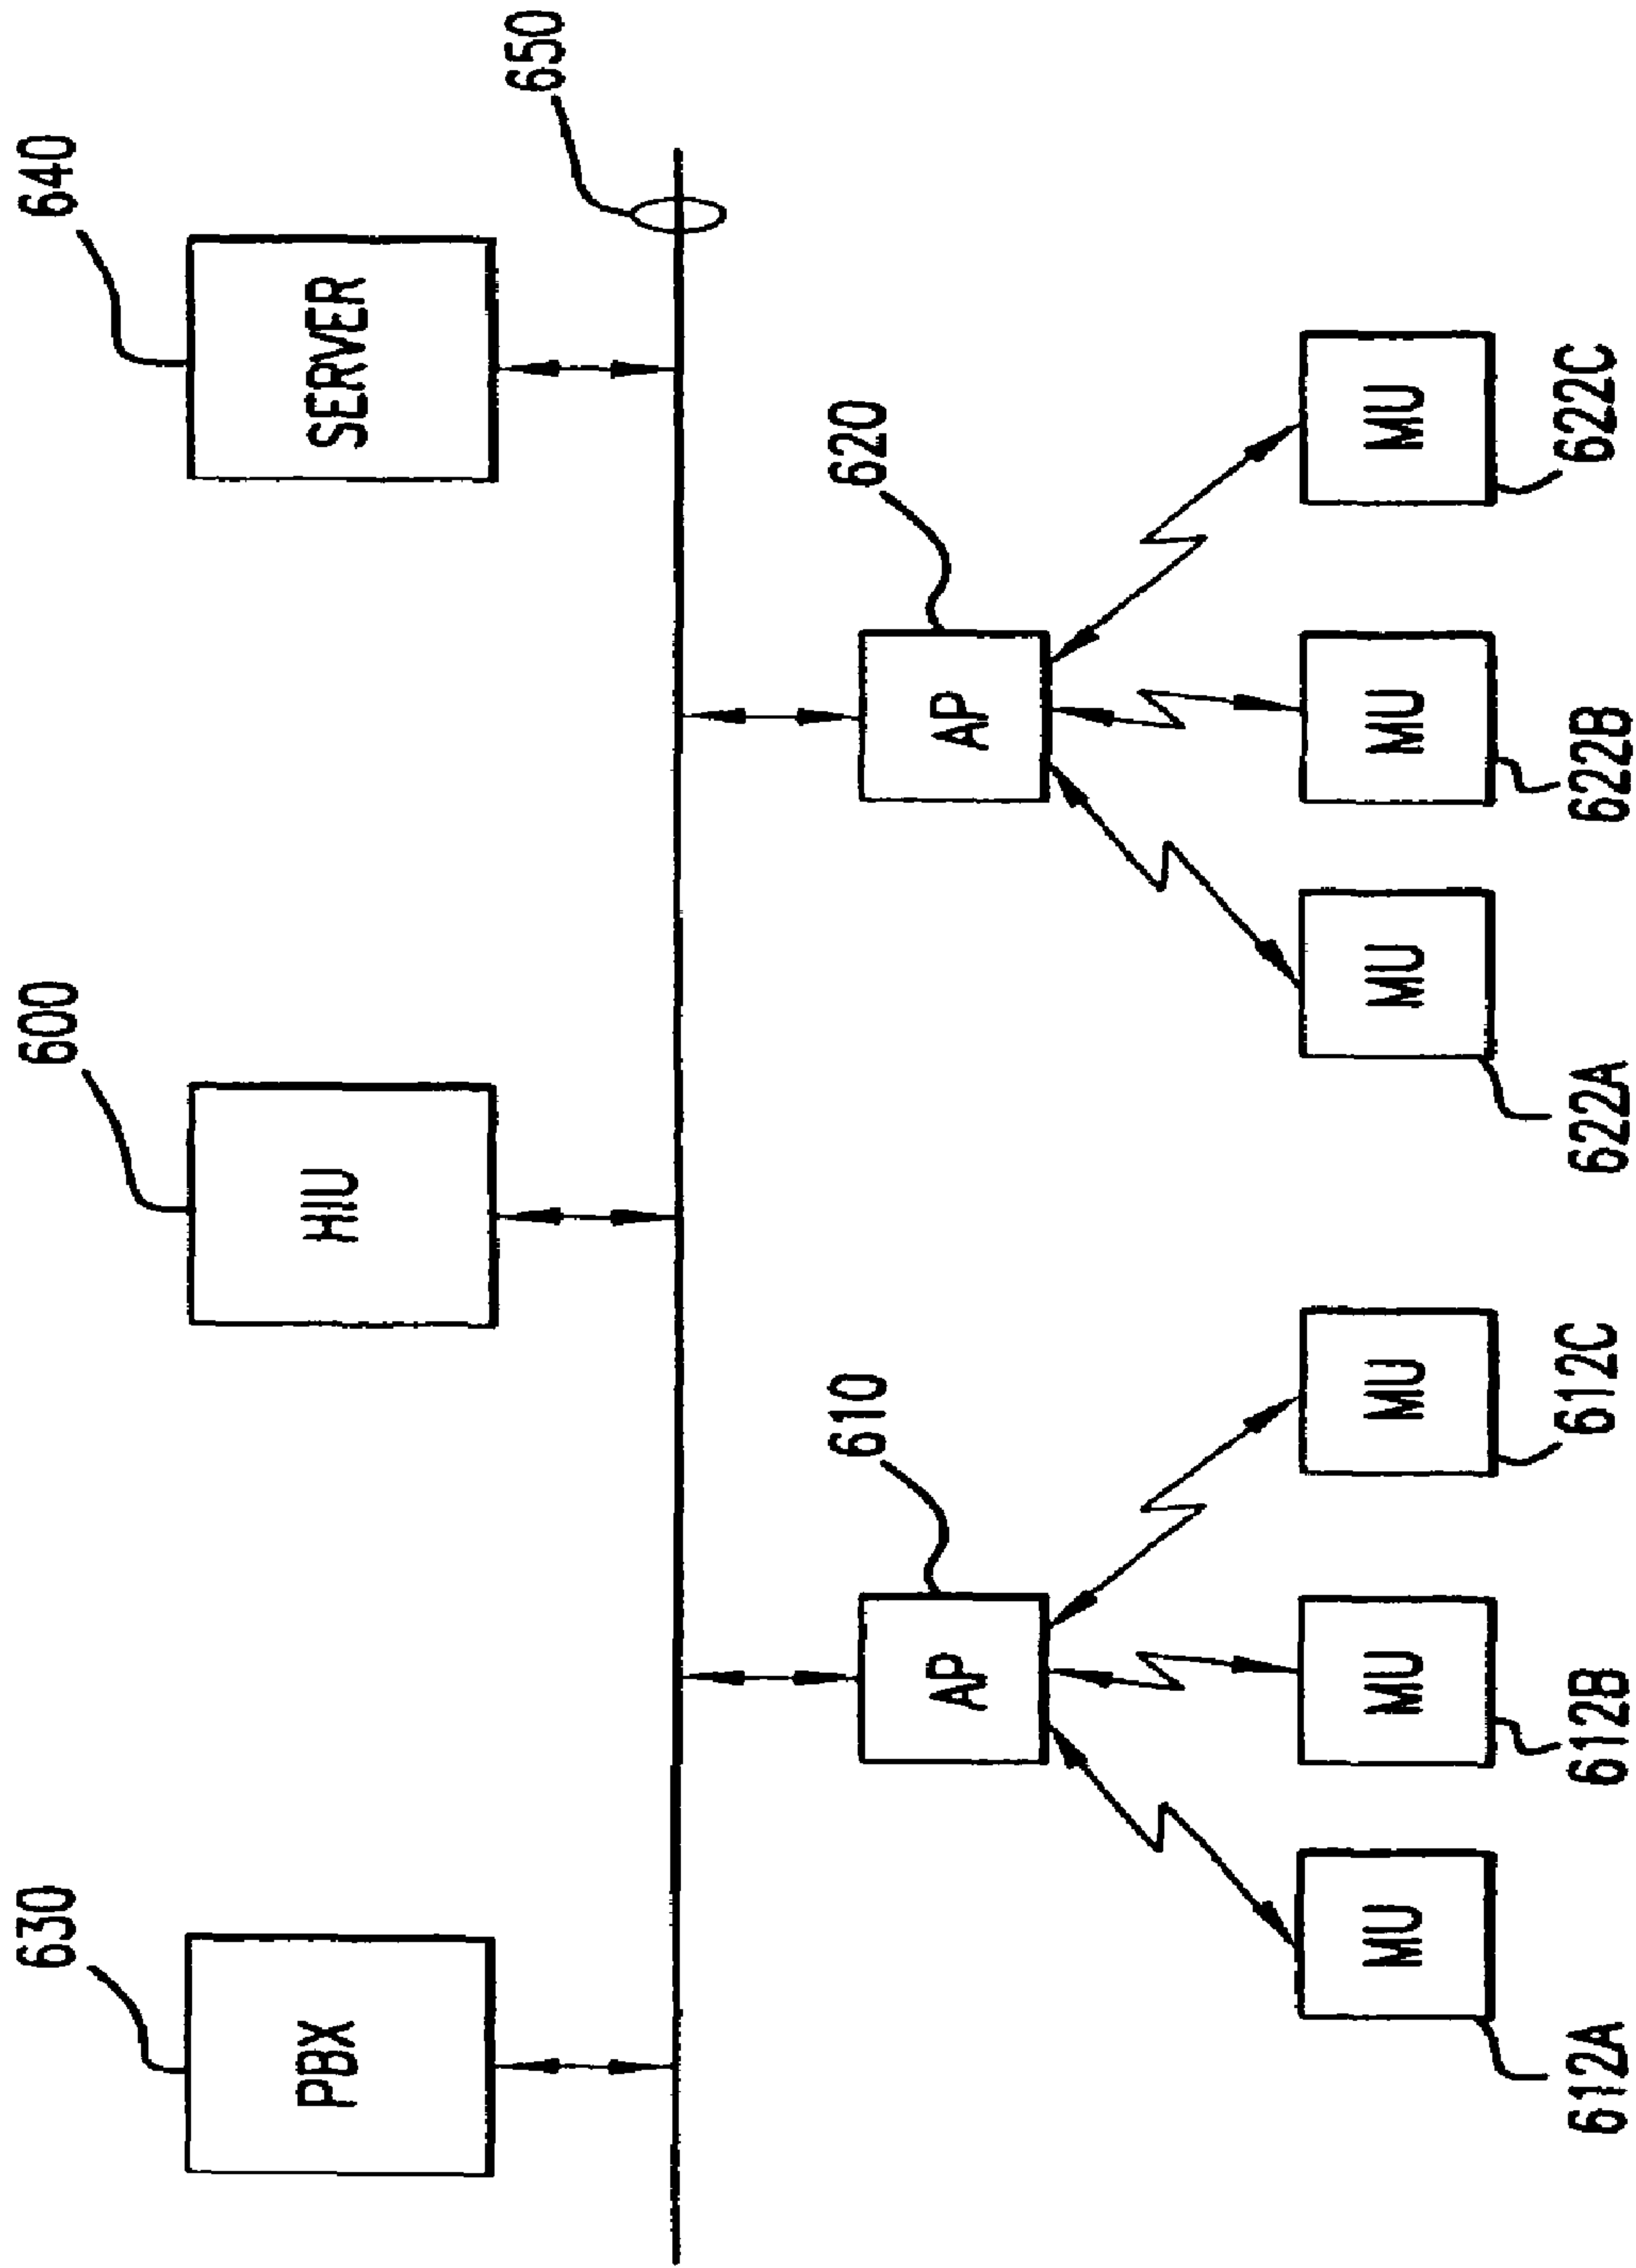 630
600
640
PBX
HIU
SERVER
650
610
620
AP
AP
MU
MU
MU
MU
MU
MU
612A
612B
612C
622A
622B
622C